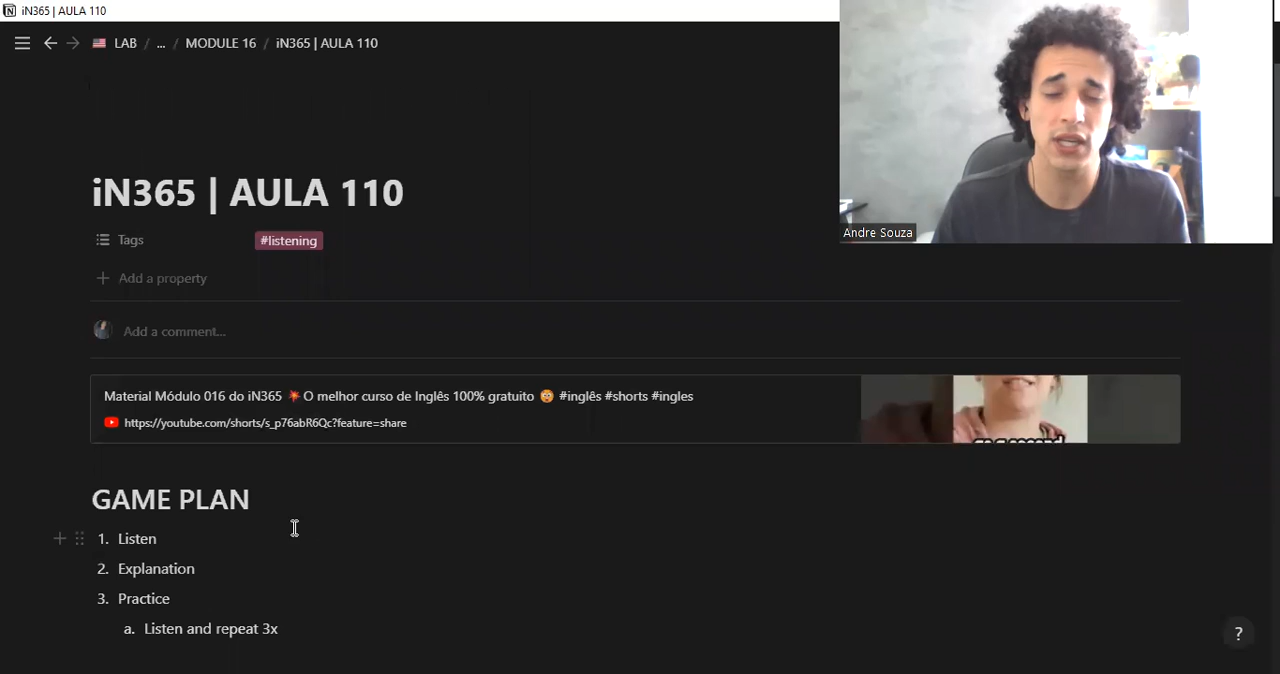 iN365 | AULA 110
LAB / ... / MODULE 16 / iN365 | AULA 110
Andre Souza
iN365 | AULA 110
Tags #listening
Add a property
Add a comment...
Material Módulo 016 do iN365 💥 O melhor curso de Inglês 100% gratuito 🤯 #inglês #shorts #ingles
https://youtube.com/shorts/s_p76abR6Qc?feature=share
as a second
GAME PLAN
1. Listen
2. Explanation
3. Practice
a. Listen and repeat 3x
?